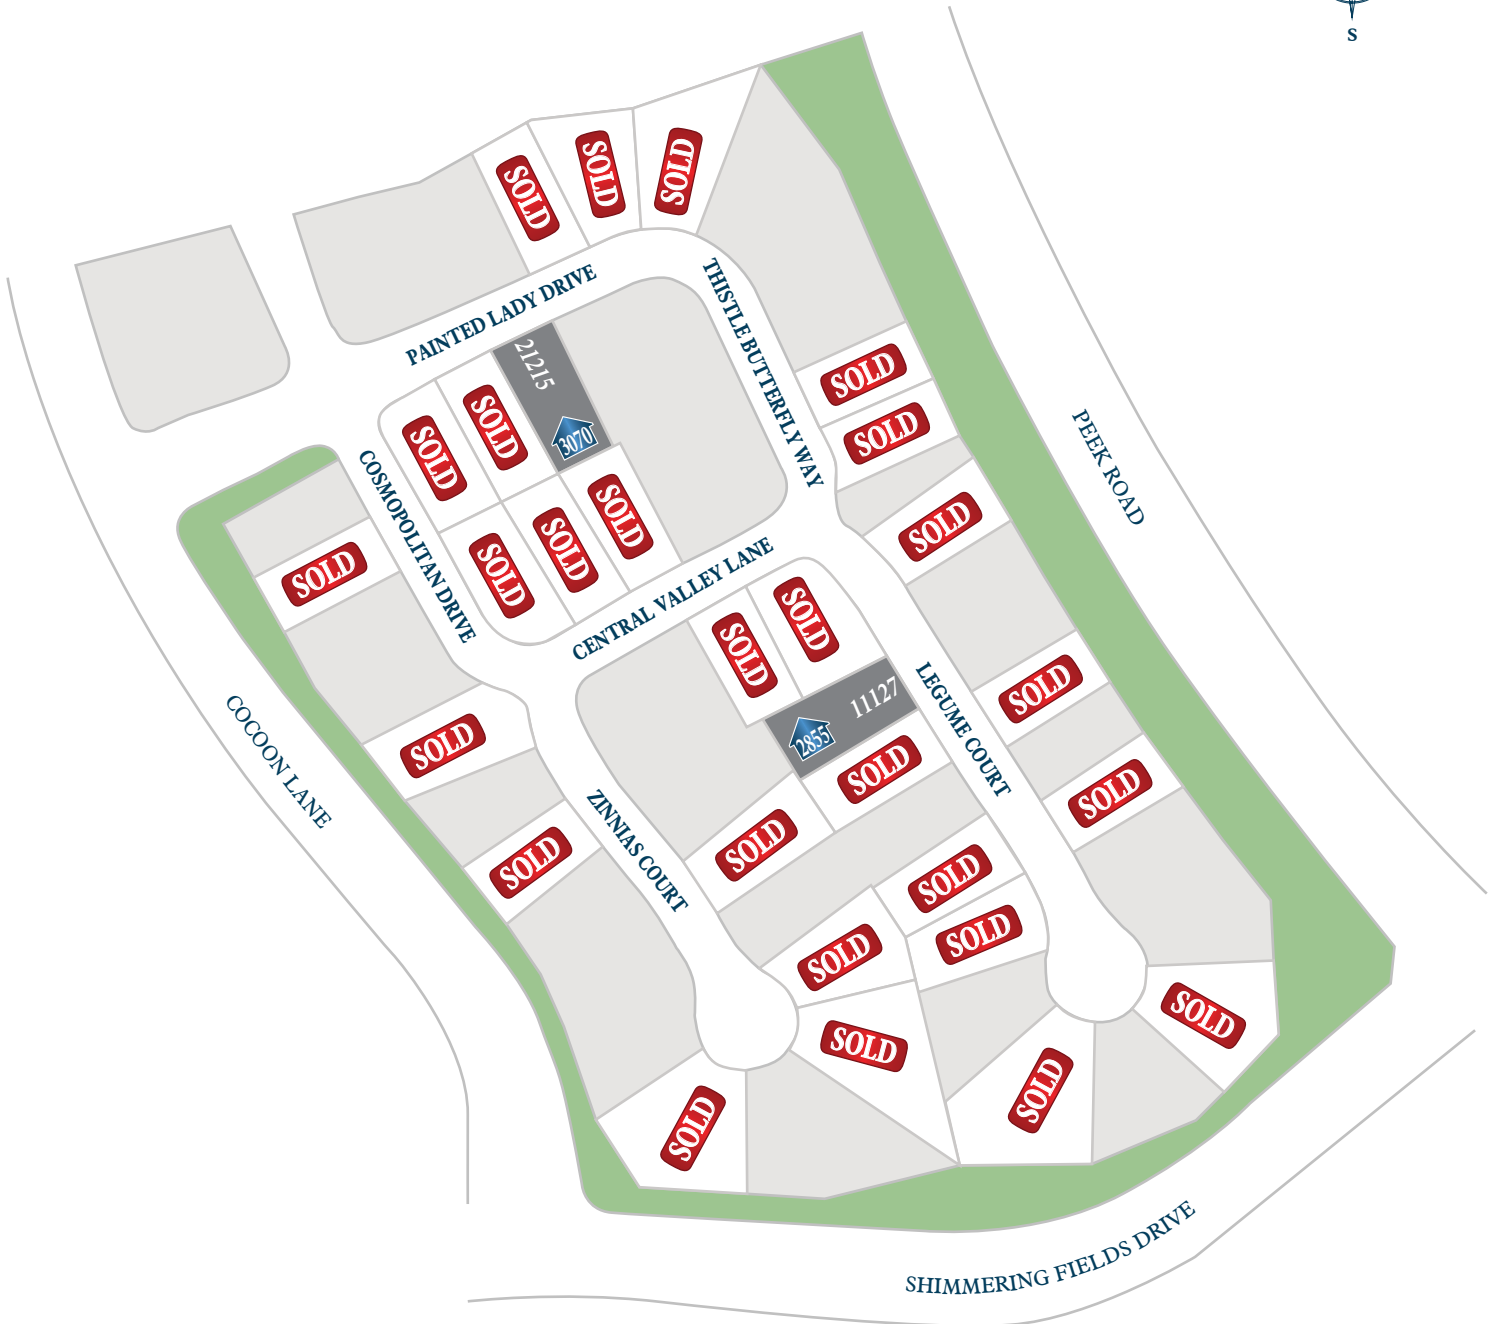 S
SOLD
SOLD
SOLD
PAINTED LADY DRIVE
THISTLE BUTTERFLY WAY
21215
3070
SOLD
SOLD
SOLD
SOLD
PEEK ROAD
COSMOPOLITAN DRIVE
SOLD
SOLD
SOLD
SOLD
SOLD
CENTRAL VALLEY LANE
SOLD
SOLD
11127
2855
LEGUME COURT
SOLD
SOLD
COCOON LANE
SOLD
SOLD
ZINNIAS COURT
SOLD
SOLD
SOLD
SOLD
SOLD
SOLD
SOLD
SOLD
SOLD
SOLD
SHIMMERING FIELDS DRIVE